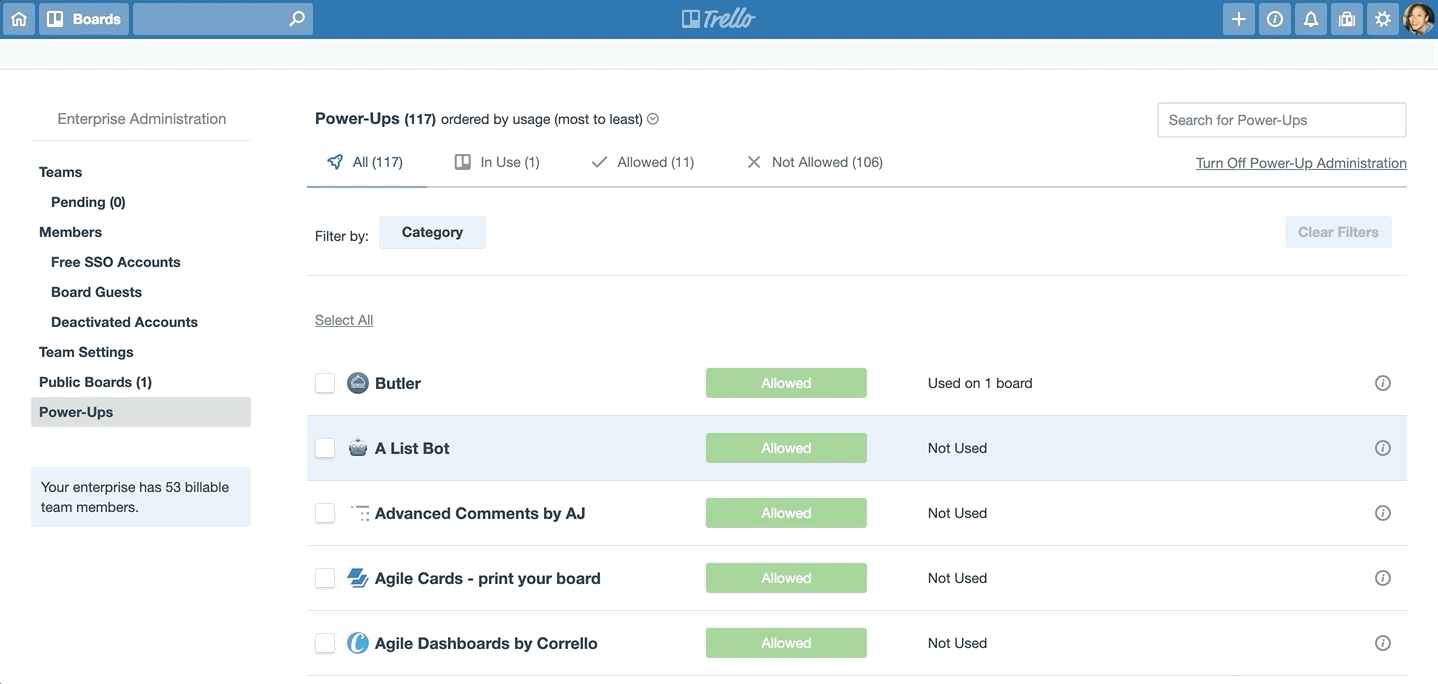 Boards
Trello
Enterprise Administration
Teams
Pending (0)
Members
Free SSO Accounts
Board Guests
Deactivated Accounts
Team Settings
Public Boards (1)
Power-Ups
Your enterprise has 53 billable
team members.
Power-Ups (117) ordered by usage (most to least)
Search for Power-Ups
All (117) In Use (1) Allowed (11) Not Allowed (106)
Turn Off Power-Up Administration
Filter by: Category Clear Filters
Select All
Butler Allowed Used on 1 board
A List Bot Allowed Not Used
Advanced Comments by AJ Allowed Not Used
Agile Cards - print your board Allowed Not Used
Agile Dashboards by Corrello Allowed Not Used